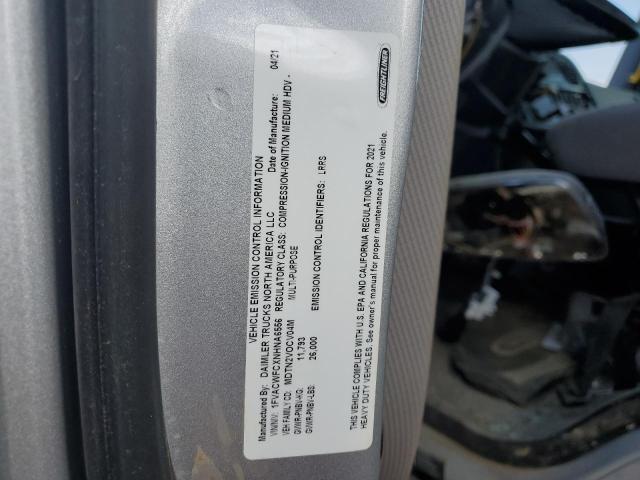 VEHICLE EMISSION CONTROL INFORMATION
Manufactured By: DAIMLER TRUCKS NORTH AMERICA LLC Date of Manufacture: 04/21
VIN/NIV: 1FVACWFCXNHNA6566 REGULATORY CLASS: COMPRESSION-IGNITION MEDIUM HDV -
VEH FAMILY CD: MDTN2VOCV04M MULTI-PURPOSE
GVWR-PNBV-KG: 11,793
GVWR-PNBV-LBS: 26,000 EMISSION CONTROL IDENTIFIERS: LRRS
THIS VEHICLE COMPLIES WITH U.S. EPA AND CALIFORNIA REGULATIONS FOR 2021
HEAVY DUTY VEHICLES. See owner's manual for proper maintenance of this vehicle.
FREIGHTLINER